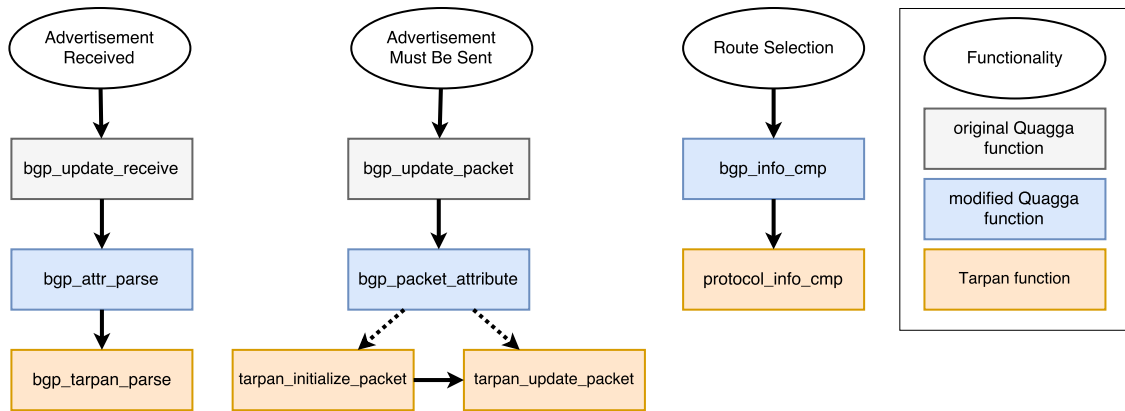 Advertisement
Received
bgp_update_receive
bgp_attr_parse
bgp_tarpan_parse
Advertisement
Must Be Sent
bgp_update_packet
bgp_packet_attribute
tarpan_initialize_packet
tarpan_update_packet
Route Selection
bgp_info_cmp
protocol_info_cmp
Functionality
original Quagga
function
modified Quagga
function
Tarpan function